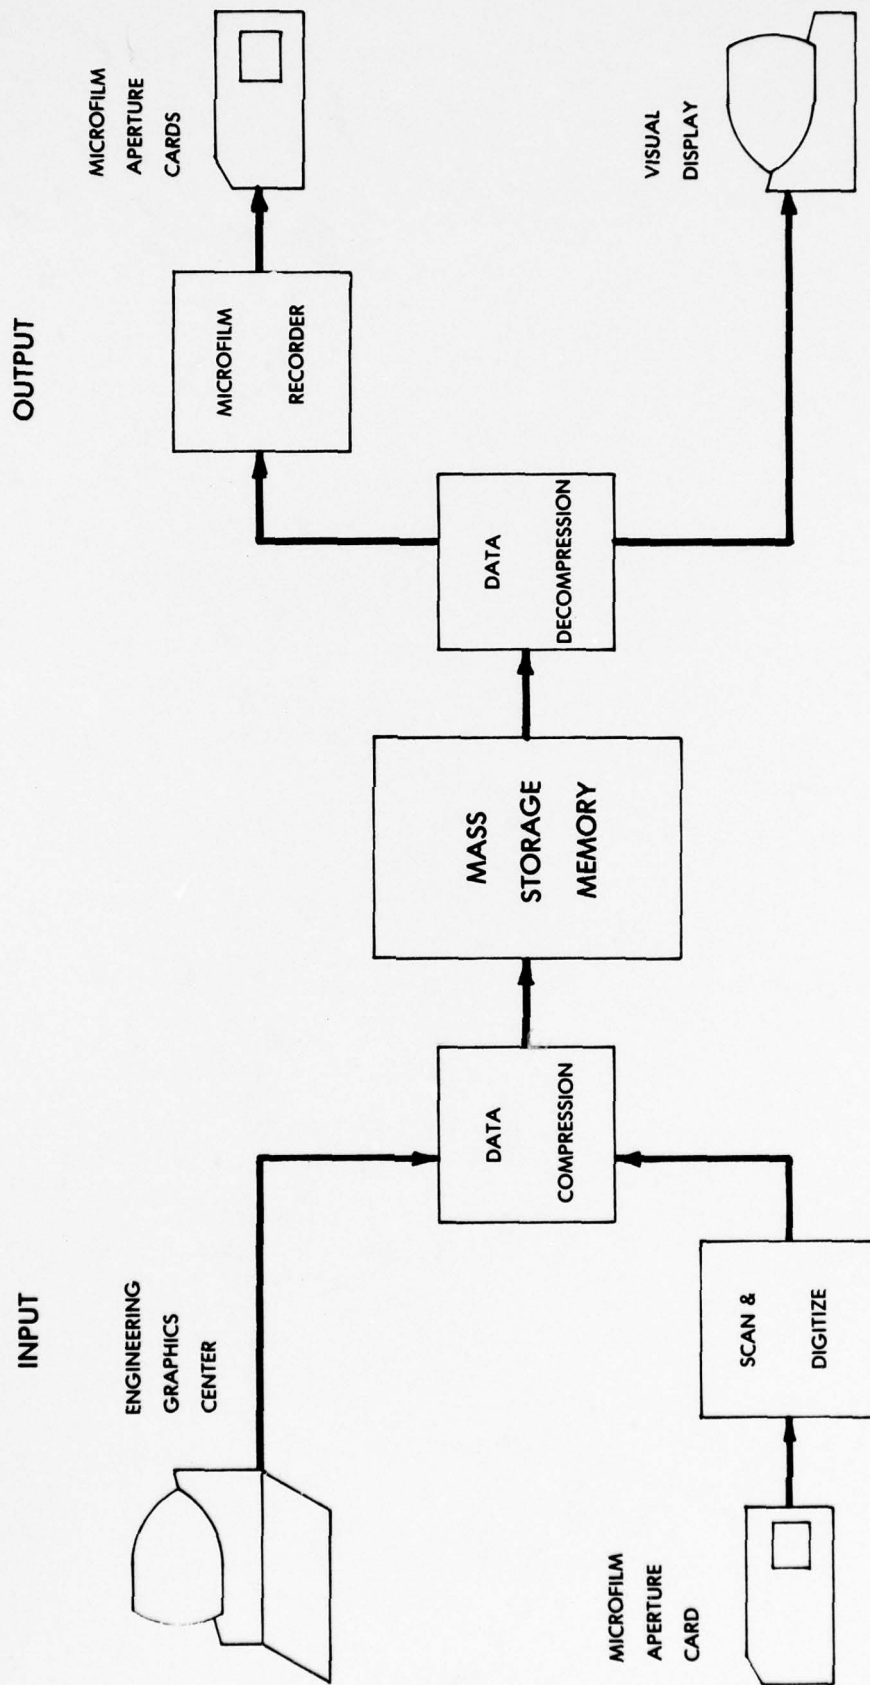 INPUT
OUTPUT
ENGINEERING
GRAPHICS
CENTER
MICROFILM
APERTURE
CARD
SCAN &
DIGITIZE
DATA
COMPRESSION
MASS
STORAGE
MEMORY
DATA
DECOMPRESSION
MICROFILM
RECORDER
MICROFILM
APERTURE
CARDS
VISUAL
DISPLAY